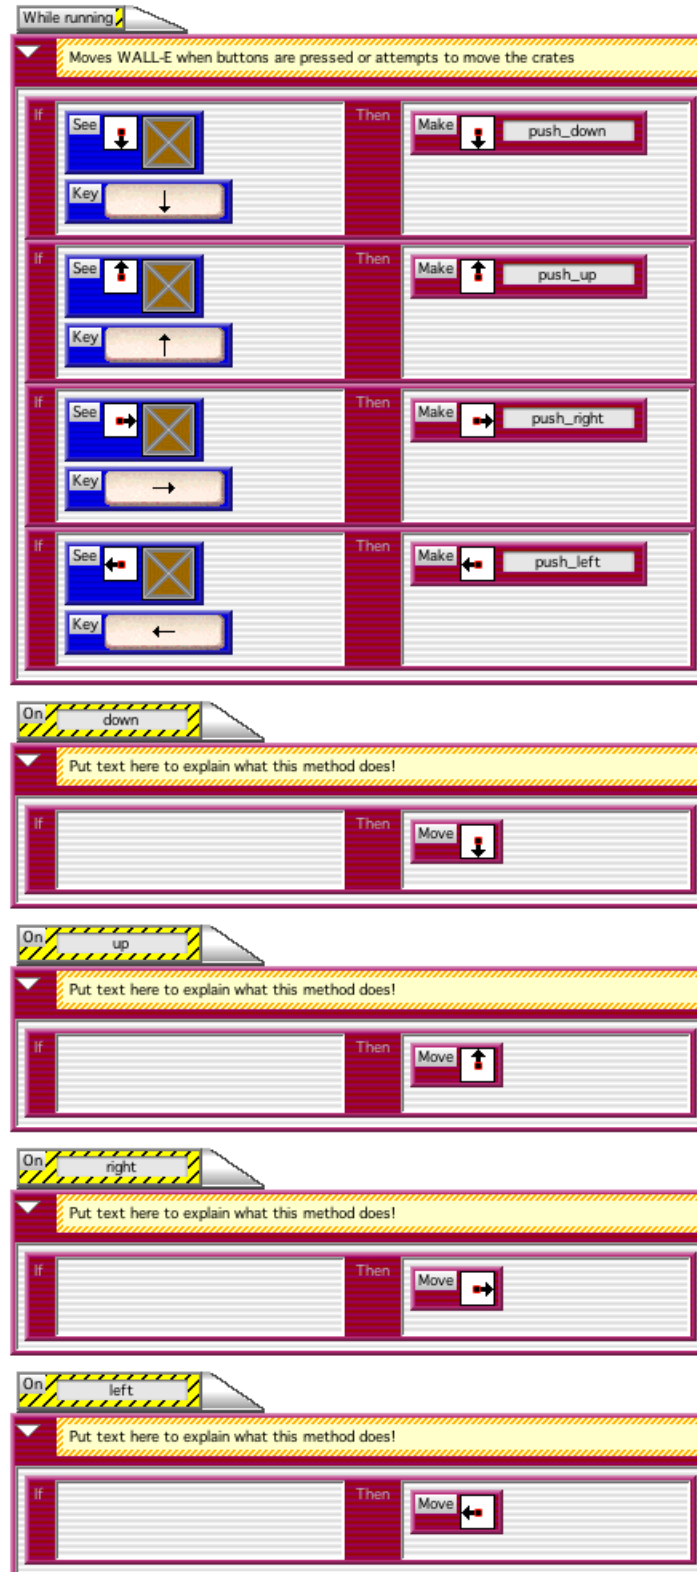 While running
Moves WALL-E when buttons are pressed or attempts to move the crates
If See Then Make push_down
Key
If See Then Make push_up
Key
If See Then Make push_right
Key
If See Then Make push_left
Key
On down
Put text here to explain what this method does!
If Then Move
On up
Put text here to explain what this method does!
If Then Move
On right
Put text here to explain what this method does!
If Then Move
On left
Put text here to explain what this method does!
If Then Move